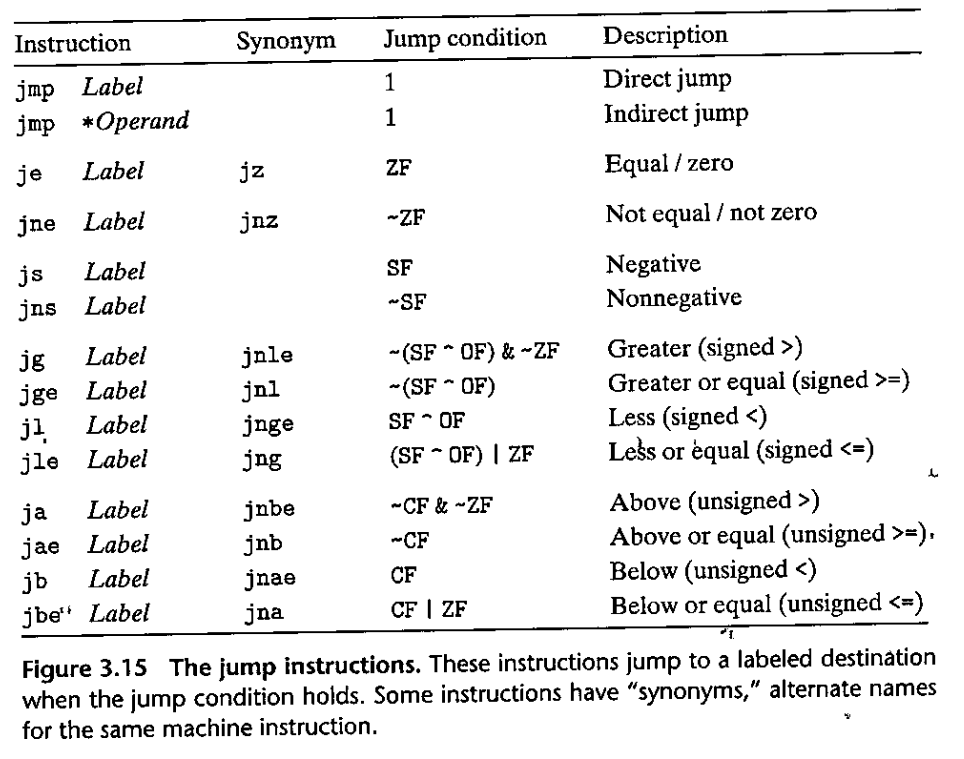 Instruction Synonym Jump condition Description
jmp Label 1 Direct jump
jmp *Operand 1 Indirect jump
je Label jz ZF Equal / zero
jne Label jnz ~ZF Not equal / not zero
js Label SF Negative
jns Label ~SF Nonnegative
jg Label jnle ~(SF ^ OF) & ~ZF Greater (signed >)
jge Label jnl ~(SF ^ OF) Greater or equal (signed >=)
jl Label jnge SF ^ OF Less (signed <)
jle Label jng (SF ^ OF) | ZF Less or equal (signed <=)
ja Label jnbe ~CF & ~ZF Above (unsigned >)
jae Label jnb ~CF Above or equal (unsigned >=)
jb Label jnae CF Below (unsigned <)
jbe Label jna CF | ZF Below or equal (unsigned <=)
Figure 3.15 The jump instructions. These instructions jump to a labeled destination
when the jump condition holds. Some instructions have “synonyms,” alternate names
for the same machine instruction.